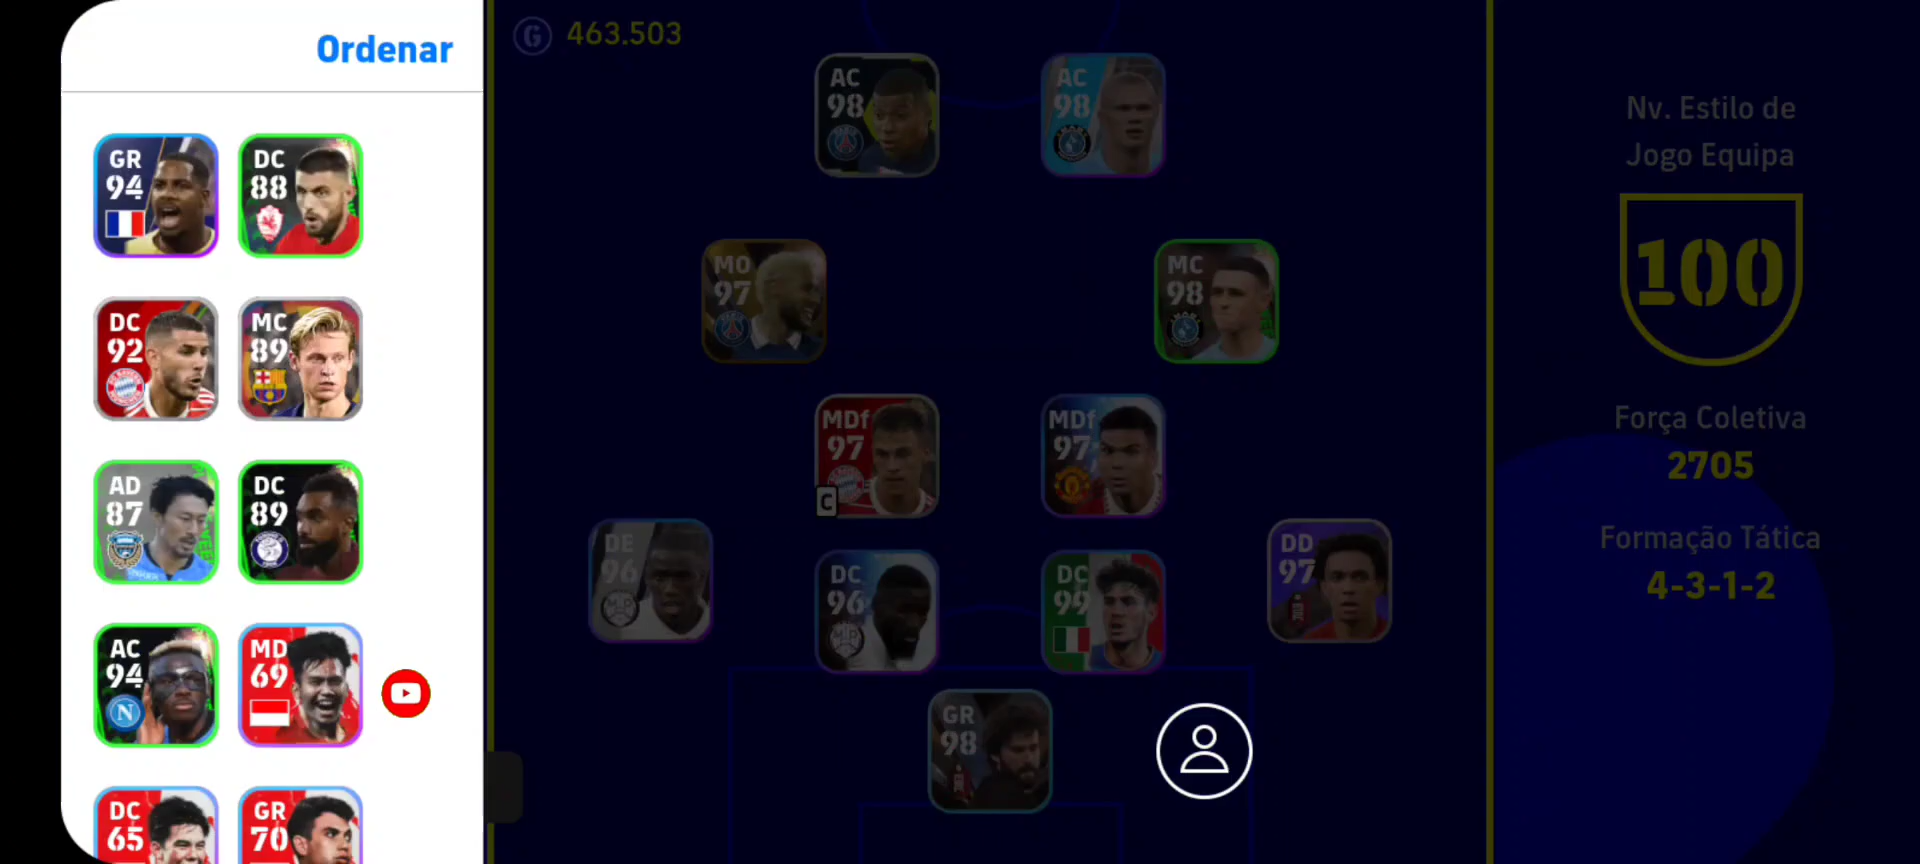 Ordenar
GR
94
DC
88
DC
92
MC
89
AD
87
DC
89
AC
94
N
MD
69
DC
65
GR
70
G 463.503
AC
98
AC
98
MO
97
MC
98
MDf
97
C
MDf
97
DE
96
DC
96
DC
99
DD
97
GR
98
Nv. Estilo de
Jogo Equipa
100
Força Coletiva
2705
Formação Tática
4-3-1-2